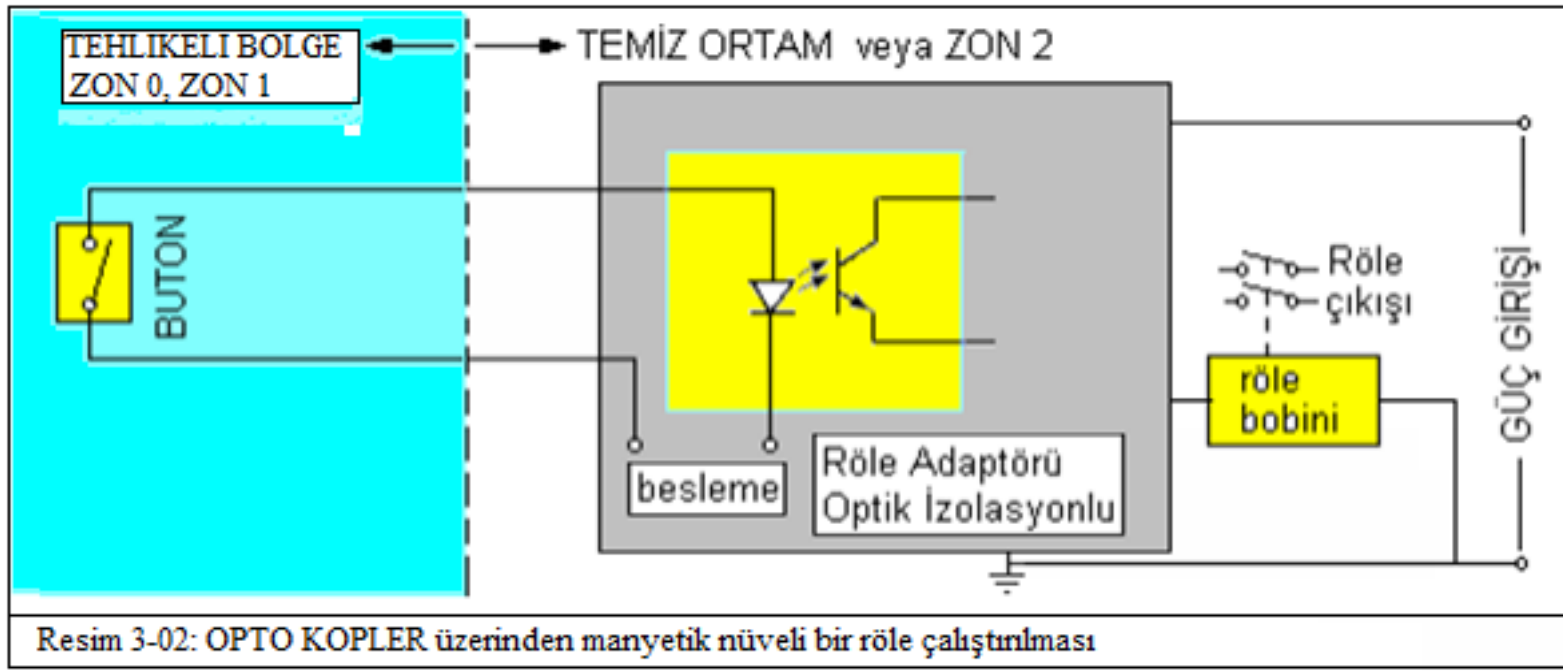 TEHLIKELI BOLGE
ZON 0, ZON 1
TEMİZ ORTAM veya ZON 2
BUTON
besleme
Röle Adaptörü
Optik İzolasyonlu
Röle
çıkışı
röle
bobini
GÜÇ GİRİŞİ
Resim 3-02: OPTO KOPLER üzerinden manyetik nüveli bir röle çalıştırılması